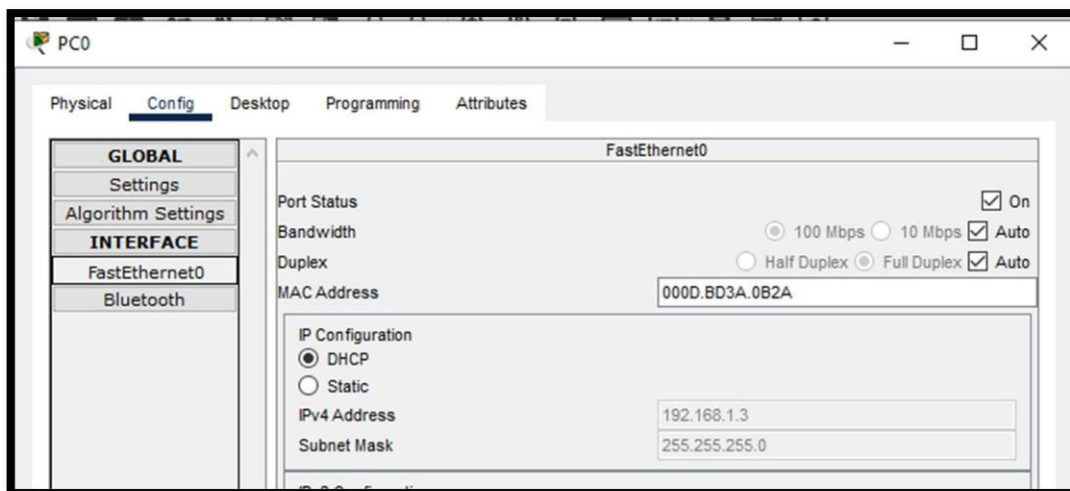 PC0
Physical Config Desktop Programming Attributes
GLOBAL
Settings
Algorithm Settings
INTERFACE
FastEthernet0
Bluetooth
FastEthernet0
Port Status On
Bandwidth 100 Mbps 10 Mbps Auto
Duplex Half Duplex Full Duplex Auto
MAC Address 000D.BD3A.0B2A
IP Configuration
DHCP
Static
IPv4 Address 192.168.1.3
Subnet Mask 255.255.255.0